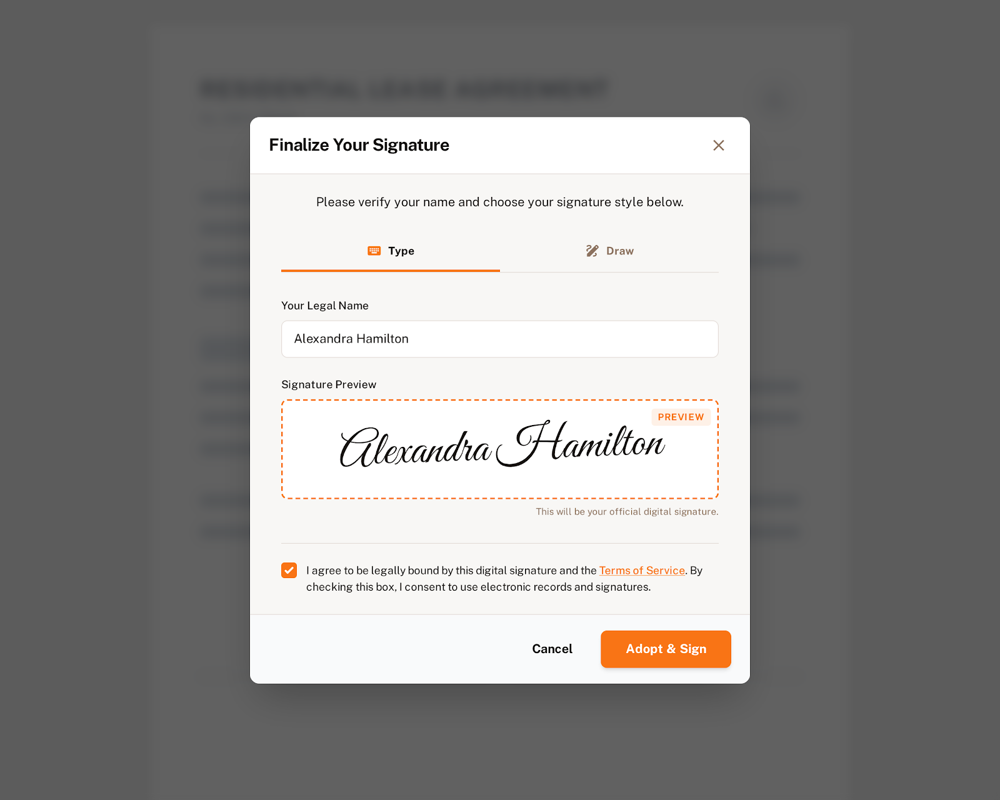 RESIDENTIAL LEASE AGREEMENT
Finalize Your Signature
Please verify your name and choose your signature style below.
Type
Draw
Your Legal Name
Alexandra Hamilton
Signature Preview
PREVIEW
Alexandra Hamilton
This will be your official digital signature.
I agree to be legally bound by this digital signature and the Terms of Service. By
checking this box, I consent to use electronic records and signatures.
Cancel
Adopt & Sign